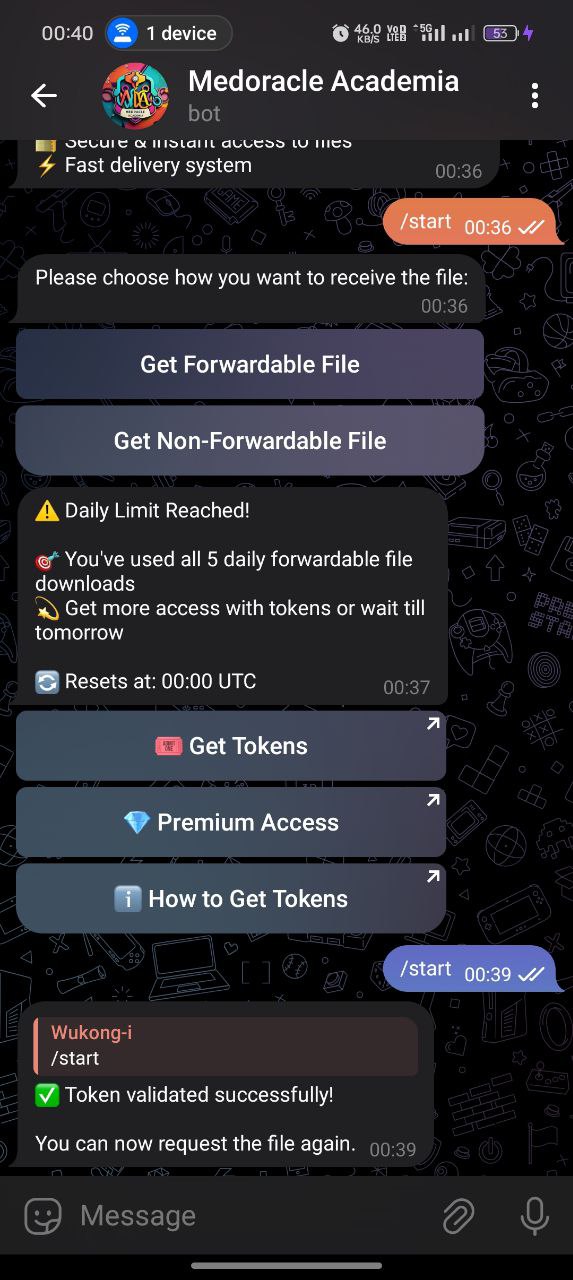 00:40
1 device
46.0 KB/S
VoD LTE2
5G
53
Medoracle Academia
bot
Secure & instant access to files
⚡ Fast delivery system
00:36
/start 00:36
Please choose how you want to receive the file:
00:36
Get Forwardable File
Get Non-Forwardable File
⚠️ Daily Limit Reached!
🎯 You've used all 5 daily forwardable file
downloads
💫 Get more access with tokens or wait till
tomorrow
🔄 Resets at: 00:00 UTC
00:37
🎟️ Get Tokens
💎 Premium Access
ℹ️ How to Get Tokens
/start 00:39
Wukong-i
/start
✅ Token validated successfully!
You can now request the file again. 00:39
Message